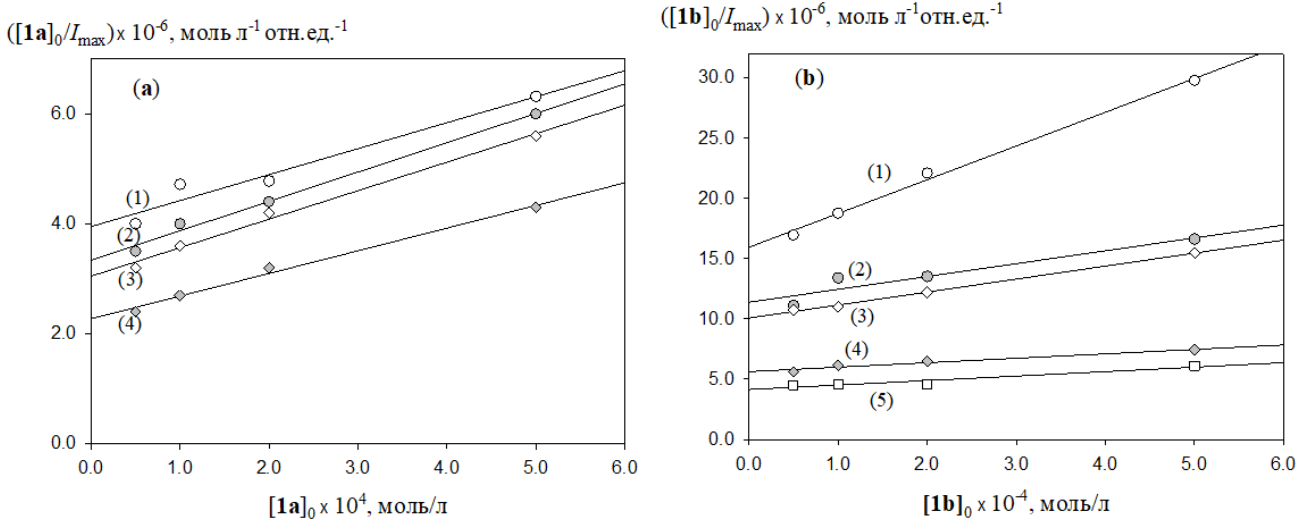 ([1a]₀/Iₘₐₓ) x 10⁻⁶, моль л⁻¹ отн.ед.⁻¹
(a)
6.0
4.0
2.0
0.0
(1)
(2)
(3)
(4)
0.0 1.0 2.0 3.0 4.0 5.0 6.0
[1a]₀ x 10⁴, моль/л
([1b]₀/Iₘₐₓ) x 10⁻⁶, моль л⁻¹отн.ед.⁻¹
(b)
30.0
25.0
20.0
15.0
10.0
5.0
0.0
(1)
(2)
(3)
(4)
(5)
0.0 1.0 2.0 3.0 4.0 5.0 6.0
[1b]₀ x 10⁻⁴, моль/л